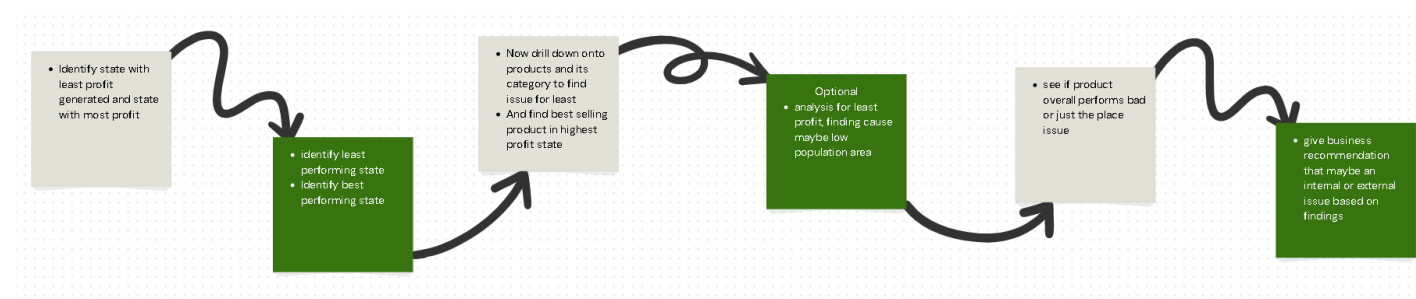 • Identify state with
least profit
generated and state
with most profit
• identify least
performing state
• Identify best
performing state
• Now drill down onto
products and its
category to find
issue for least
• And find best selling
product in highest
profit state
Optional
• analysis for least
profit, finding cause
maybe low
population area
• see if product
overall performs bad
or just the place
issue
• give business
recommendation
that maybe an
internal or external
issue based on
findings